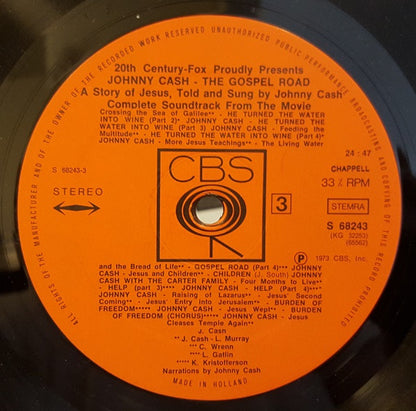 ALL RIGHTS OF THE MANUFACTURER AND OF THE OWNER OF THE RECORDED WORK RESERVED UNAUTHORIZED PUBLIC PERFORMANCE BROADCASTING AND COPYING OF THIS RECORD PROHIBITED
20th Century-Fox Proudly Presents
JOHNNY CASH - THE GOSPEL ROAD
A Story of Jesus, Told and Sung by Johnny Cash
Complete Soundtrack From The Movie
Crossing the Sea of Galilee** - HE TURNED THE WATER
INTO WINE (Part 2) JOHNNY CASH - HE TURNED THE
WATER INTO WINE (Part 3) JOHNNY CASH - Feeding the
Multitude** - HE TURNED THE WATER INTO WINE (Part 4)**
JOHNNY CASH - More Jesus Teachings** - The Living Water
24 : 47
S 68243-3
CBS
CHAPPELL
STEREO
33⅓ RPM
3
STEMRA
S 68243
(KG 32253)
(65562)
℗ 1973 CBS, Inc.
and the Bread of Life** - GOSPEL ROAD (Part 4)*** JOHNNY
CASH - Jesus and Children** - CHILDREN (J. South) JOHNNY
CASH WITH THE CARTER FAMILY - Four Months to Live**
- HELP (part 3)**** JOHNNY CASH - HELP (Part 4)****
JOHNNY CASH - Raising of Lazarus** - Jesus Second
Coming** - Jesus Entry into Jerusalem** - BURDEN OF
FREEDOM***** JOHNNY CASH - Jesus Wept** - BURDEN
OF FREEDOM (CHORUS)***** JOHNNY CASH - Jesus
Cleases Temple Again**
* J. Cash
** J. Cash - L. Murray
*** C. Wrenn
**** L. Gatlin
***** K. Kristofferson
Narrations by Johnny Cash
MADE IN HOLLAND